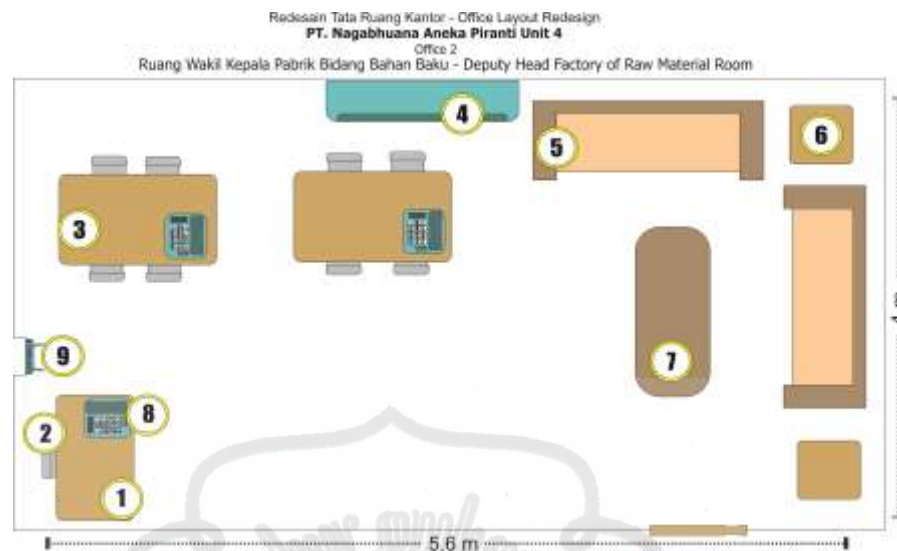 Redesain Tata Ruang Kantor - Office Layout Redesign
PT. Nagabhuana Aneka Piranti Unit 4
Office 2
Ruang Wakil Kepala Pabrik Bidang Bahan Baku - Deputy Head Factory of Raw Material Room
4
5
6
3
7
9
8
2
1
5.6 m